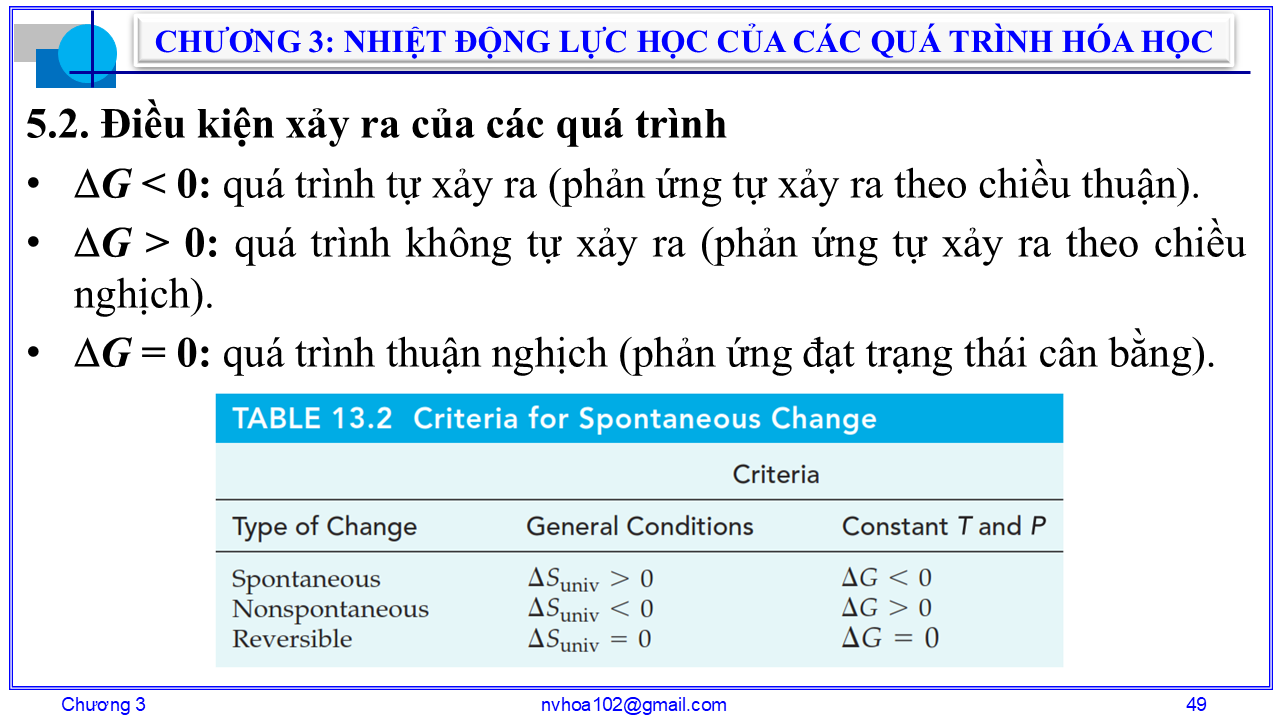 CHƯƠNG 3: NHIỆT ĐỘNG LỰC HỌC CỦA CÁC QUÁ TRÌNH HÓA HỌC
5.2. Điều kiện xảy ra của các quá trình
• ∆G < 0: quá trình tự xảy ra (phản ứng tự xảy ra theo chiều thuận).
• ∆G > 0: quá trình không tự xảy ra (phản ứng tự xảy ra theo chiều
nghịch).
• ∆G = 0: quá trình thuận nghịch (phản ứng đạt trạng thái cân bằng).
TABLE 13.2 Criteria for Spontaneous Change
Criteria
Type of Change General Conditions Constant T and P
Spontaneous ΔSuniv > 0 ΔG < 0
Nonspontaneous ΔSuniv < 0 ΔG > 0
Reversible ΔSuniv = 0 ΔG = 0
Chương 3 nvhoa102@gmail.com 49